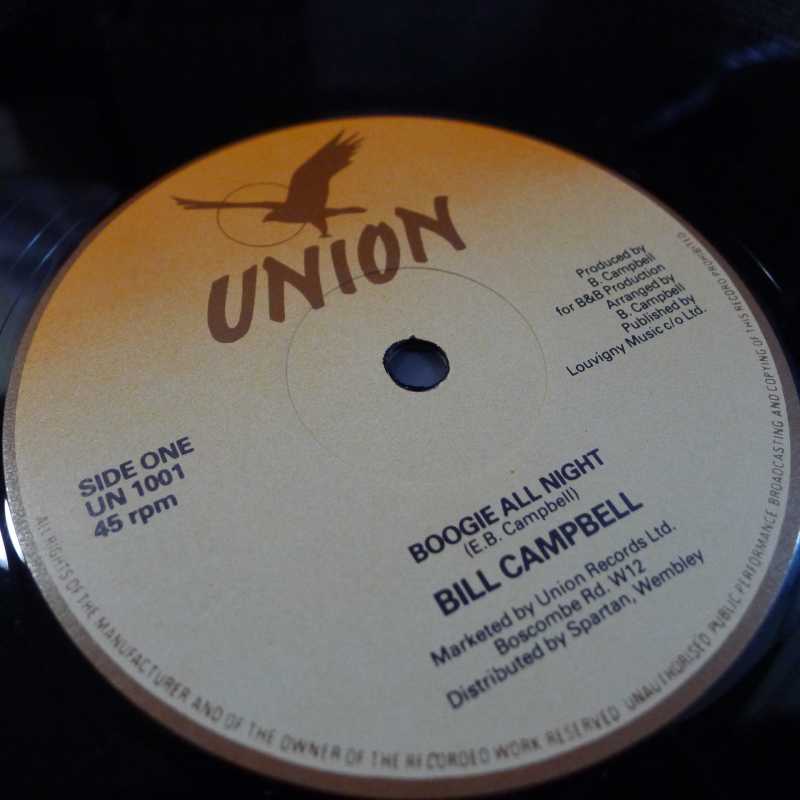 UNION
Produced by
B. Campbell
for B&B Production
Arranged by
B. Campbell
Published by
Louvigny Music c/o Ltd.
SIDE ONE
UN 1001
45 rpm
BOOGIE ALL NIGHT
(E.B. Campbell)
BILL CAMPBELL
Marketed by Union Records Ltd.
Boscombe Rd. W12
Distributed by Spartan, Wembley
ALL RIGHTS OF THE MANUFACTURER AND OF THE OWNER OF THE RECORDED WORK RESERVED. UNAUTHORISED PUBLIC PERFORMANCE BROADCASTING AND COPYING OF THIS RECORD PROHIBITED